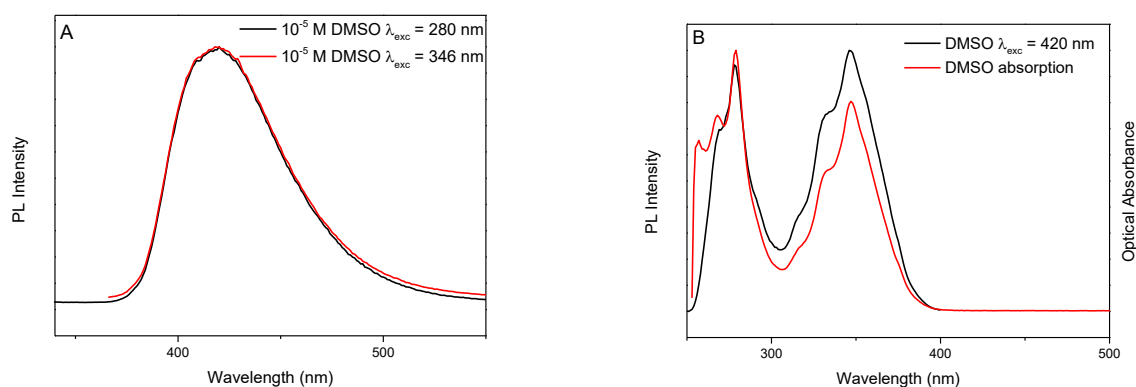 A
10⁻⁵ M DMSO λexc = 280 nm
10⁻⁵ M DMSO λexc = 346 nm
PL Intensity
400
500
Wavelength (nm)
B
DMSO λexc = 420 nm
DMSO absorption
PL Intensity
Optical Absorbance
300
400
500
Wavelength (nm)